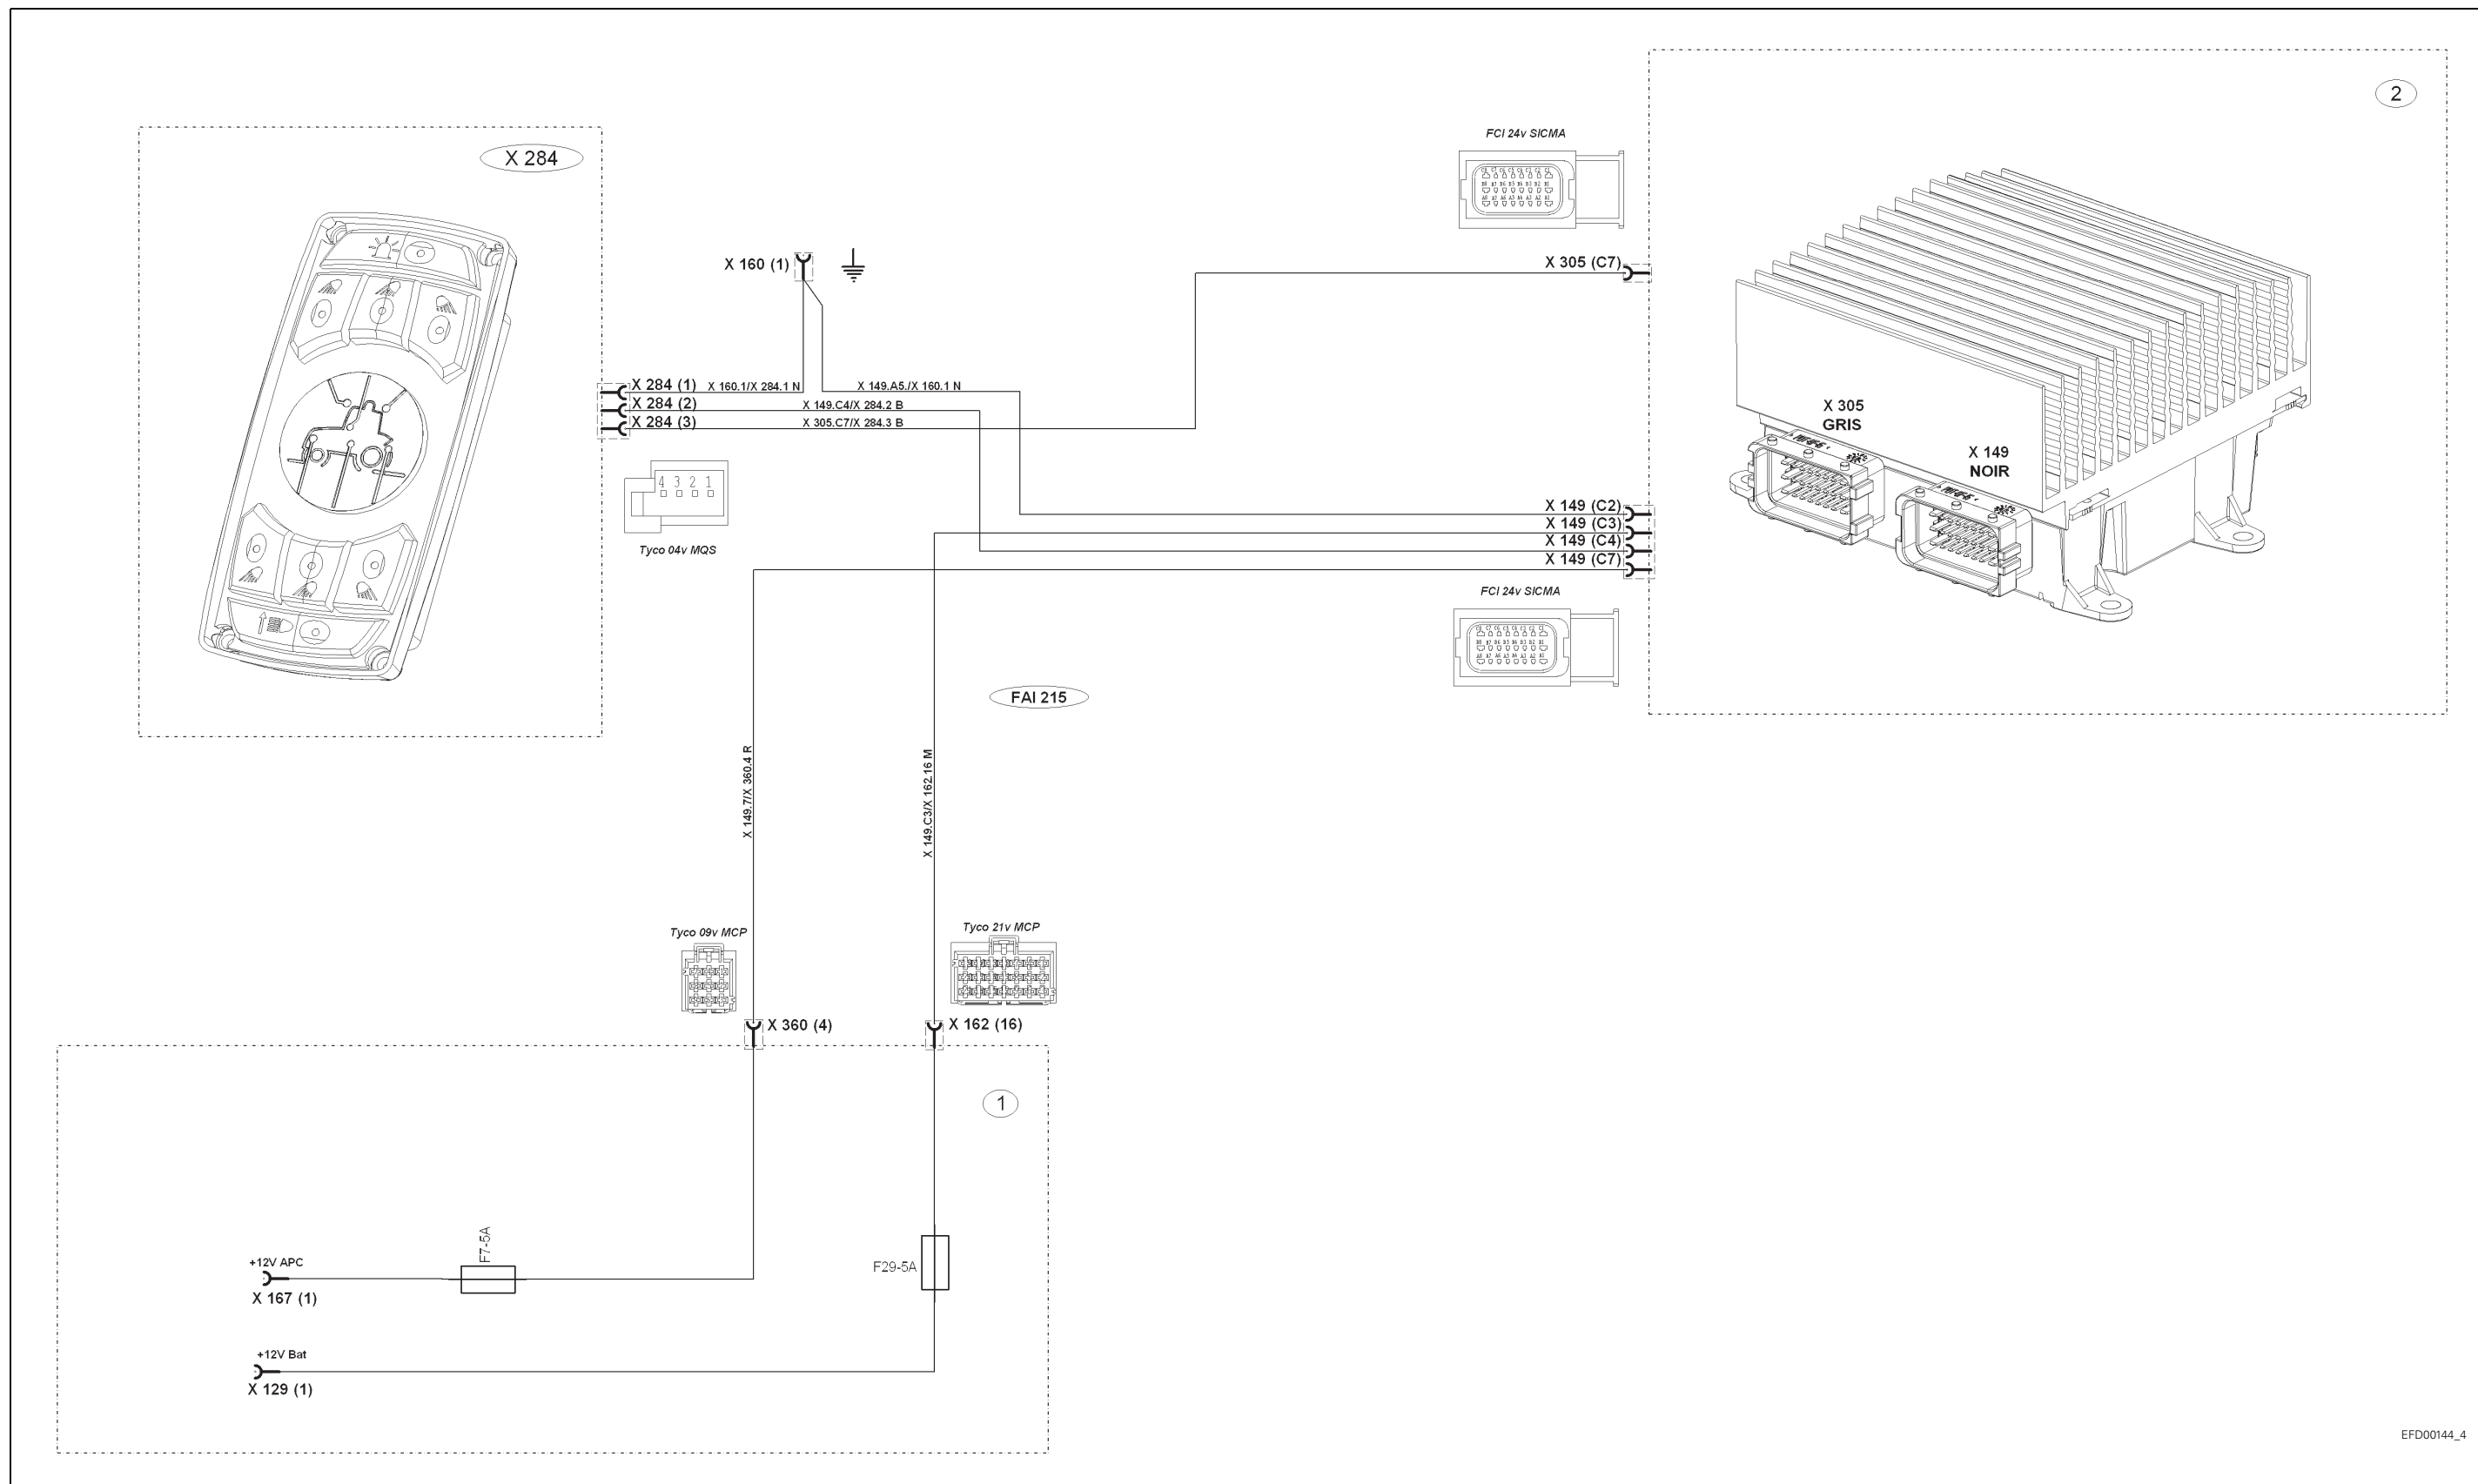 2
FCI 24v SICMA
X 284
X 160 (1)
X 305 (C7)
X 284 (1)
X 160.1/X 284.1 N
X 149.A5./X 160.1 N
X 284 (2)
X 149.C4/X 284.2 B
X 284 (3)
X 305.C7/X 284.3 B
X 305
GRIS
X 149
NOIR
4 3 2 1
Tyco 04v MQS
X 149 (C2)
X 149 (C3)
X 149 (C4)
X 149 (C7)
FCI 24v SICMA
FAI 215
X 149.7/X 360.4 R
X 149.C3/X 162.16 M
Tyco 09v MCP
Tyco 21v MCP
X 360 (4)
X 162 (16)
1
F7-5A
+12V APC
X 167 (1)
F29-5A
+12V Bat
X 129 (1)
EFD00144_4